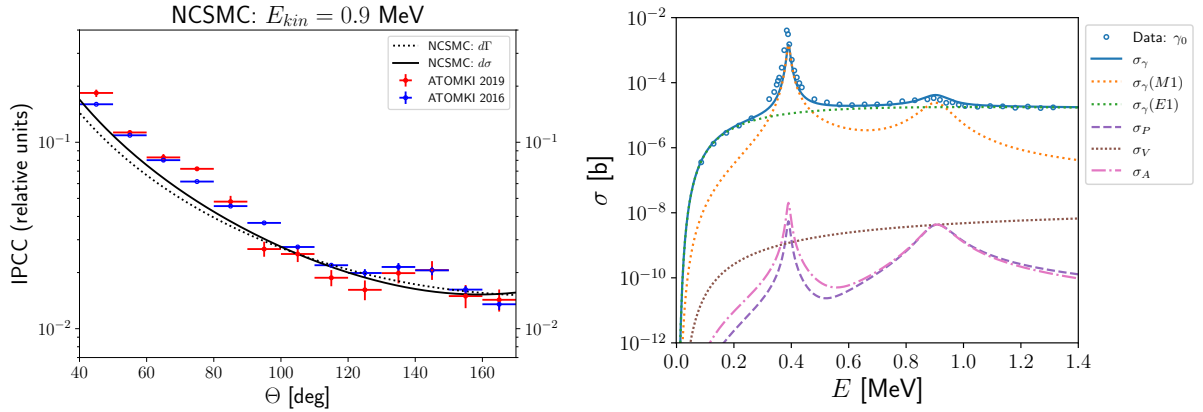 NCSMC: E_kin = 0.9 MeV
NCSMC: dΓ
NCSMC: dσ
ATOMKI 2019
ATOMKI 2016
IPCC (relative units)
10⁻¹
10⁻²
10⁻¹
10⁻²
40 60 80 100 120 140 160
Θ [deg]
σ [b]
10⁻²
10⁻⁴
10⁻⁶
10⁻⁸
10⁻¹⁰
10⁻¹²
0.0 0.2 0.4 0.6 0.8 1.0 1.2 1.4
E [MeV]
Data: γ₀
σ_γ
σ_γ(M1)
σ_γ(E1)
σ_P
σ_V
σ_A